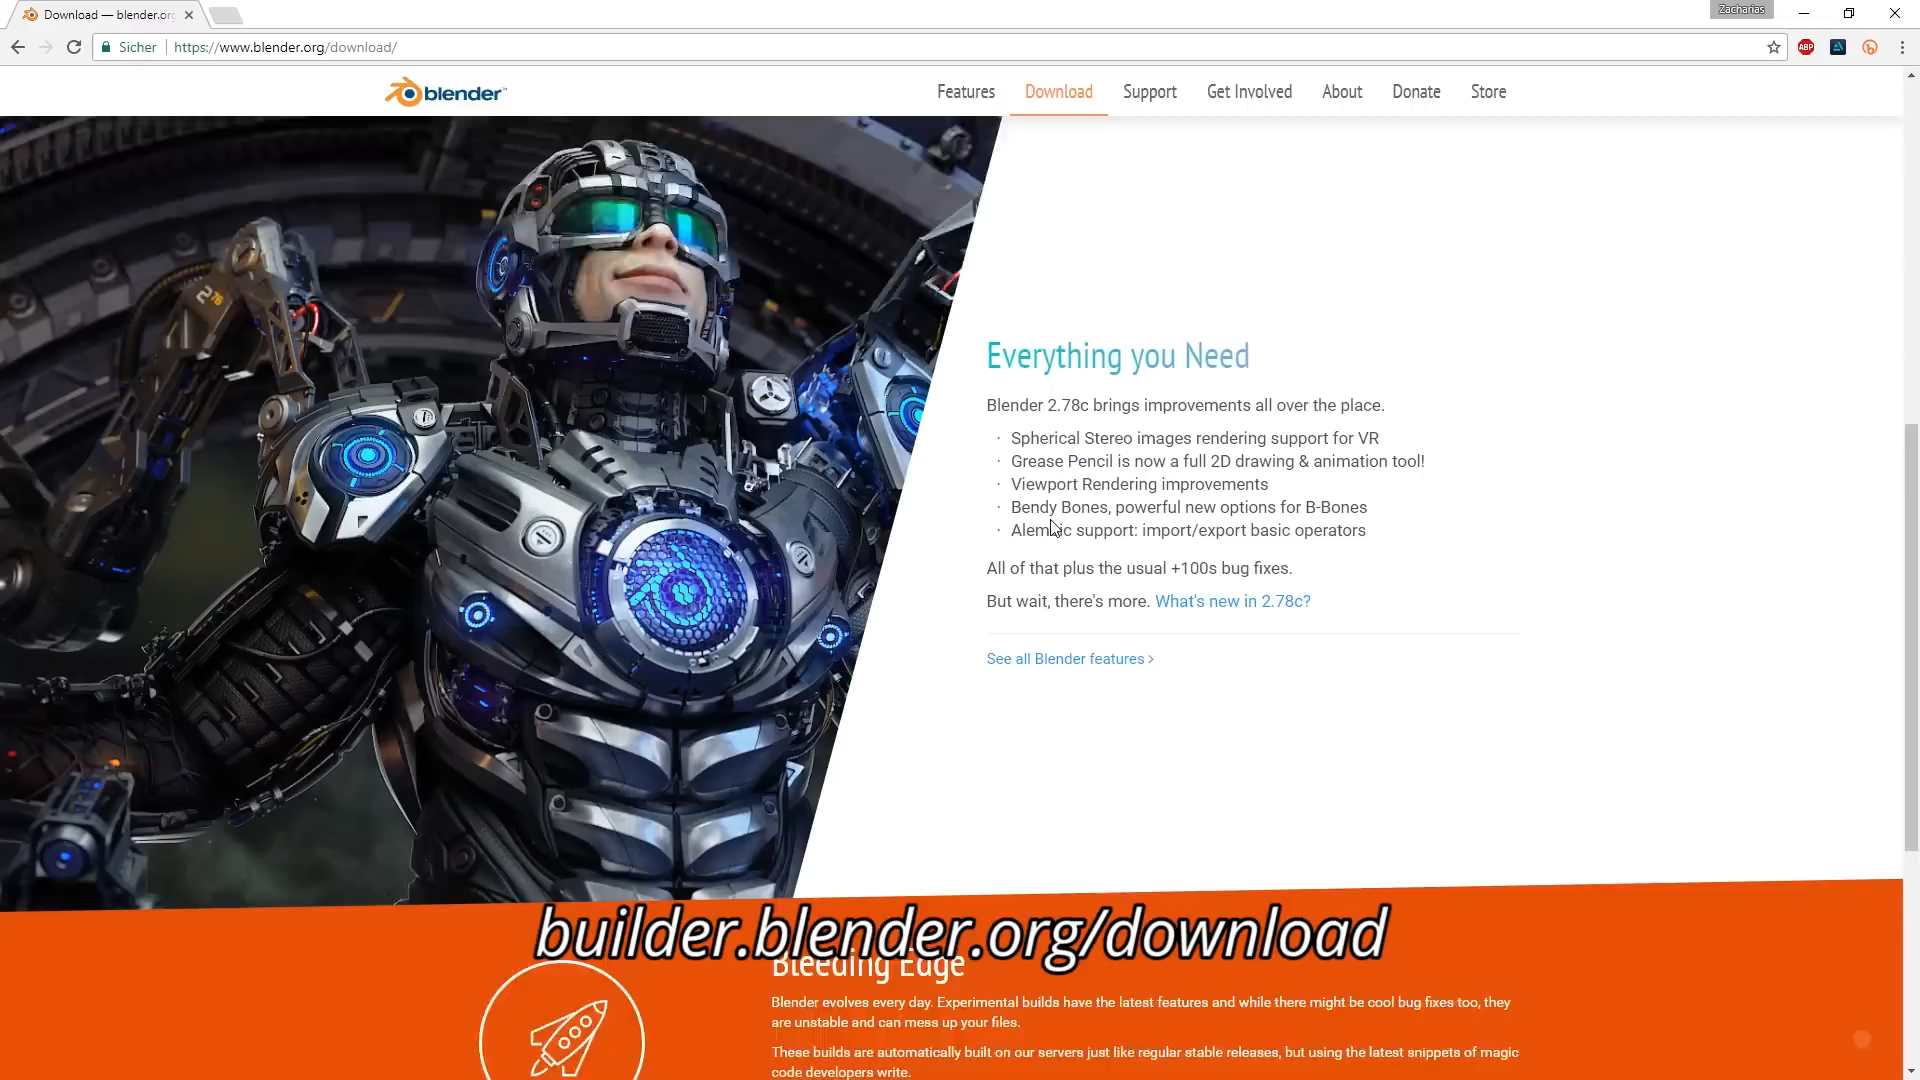 Download — blender.or
Zacharias
Sicher
https://www.blender.org/download/
ABP
blender
Features
Download
Support
Get Involved
About
Donate
Store
2.78
Everything you Need
Blender 2.78c brings improvements all over the place.
· Spherical Stereo images rendering support for VR
· Grease Pencil is now a full 2D drawing & animation tool!
· Viewport Rendering improvements
· Bendy Bones, powerful new options for B-Bones
· Alembic support: import/export basic operators
All of that plus the usual +100s bug fixes.
But wait, there's more. What's new in 2.78c?
See all Blender features >
builder.blender.org/download
Bleeding Edge
Blender evolves every day. Experimental builds have the latest features and while there might be cool bug fixes too, they
are unstable and can mess up your files.
These builds are automatically built on our servers just like regular stable releases, but using the latest snippets of magic
code developers write.